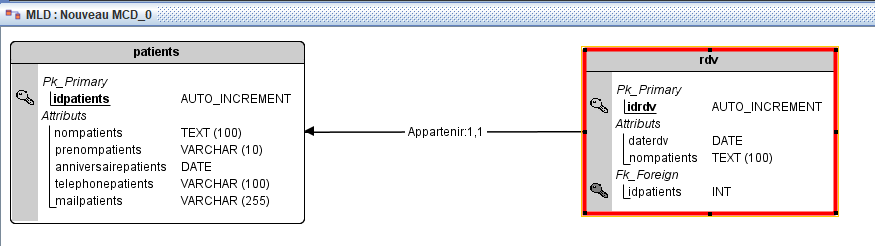 MLD : Nouveau MCD_0
patients
Pk_Primary
idpatients AUTO_INCREMENT
Attributs
nompatients TEXT (100)
prenompatients VARCHAR (10)
anniversairepatients DATE
telephonepatients VARCHAR (100)
mailpatients VARCHAR (255)
Appartenir:1,1
rdv
Pk_Primary
idrdv AUTO_INCREMENT
Attributs
daterdv DATE
nompatients TEXT (100)
Fk_Foreign
idpatients INT